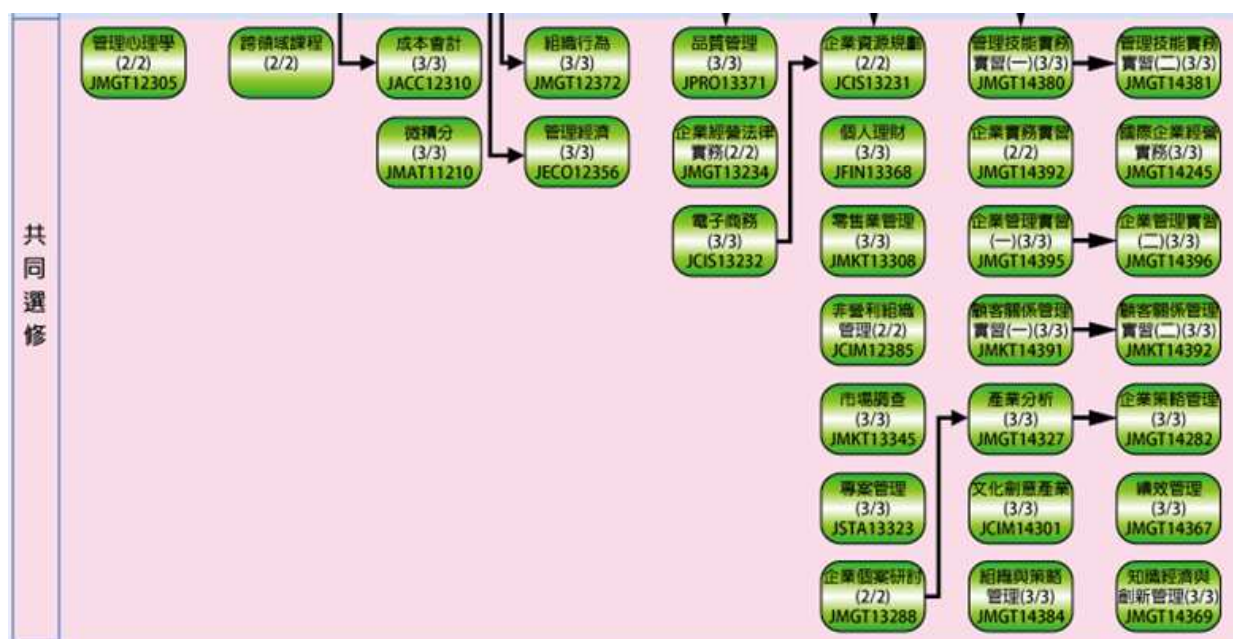 共同選修
管理心理學
(2/2)
JMGT12305
跨領域課程
(2/2)
成本會計
(3/3)
JACC12310
組織行為
(3/3)
JMGT12372
品質管理
(3/3)
JPRO13371
企業資源規劃
(2/2)
JCIS13231
管理技能實務
實習(一)(3/3)
JMGT14380
管理技能實務
實習(二)(3/3)
JMGT14381
微積分
(3/3)
JMAT11210
管理經濟
(3/3)
JECO12356
企業經營法律
實務(2/2)
JMGT13234
個人理財
(3/3)
JFIN13368
企業實務實習
(2/2)
JMGT14392
國際企業經營
實務(3/3)
JMGT14245
電子商務
(3/3)
JCIS13232
零售業管理
(3/3)
JMKT13308
企業管理實習
(一)(3/3)
JMGT14395
企業管理實習
(二)(3/3)
JMGT14396
非營利組織
管理(2/2)
JCIM12385
顧客關係管理
實習(一)(3/3)
JMKT14391
顧客關係管理
實習(二)(3/3)
JMKT14392
市場調查
(3/3)
JMKT13345
產業分析
(3/3)
JMGT14327
企業策略管理
(3/3)
JMGT14282
專案管理
(3/3)
JSTA13323
文化創意產業
(3/3)
JCIM14301
績效管理
(3/3)
JMGT14367
企業個案研討
(2/2)
JMGT13288
組織與策略
管理(3/3)
JMGT14384
知識經濟與
創新管理(3/3)
JMGT14369